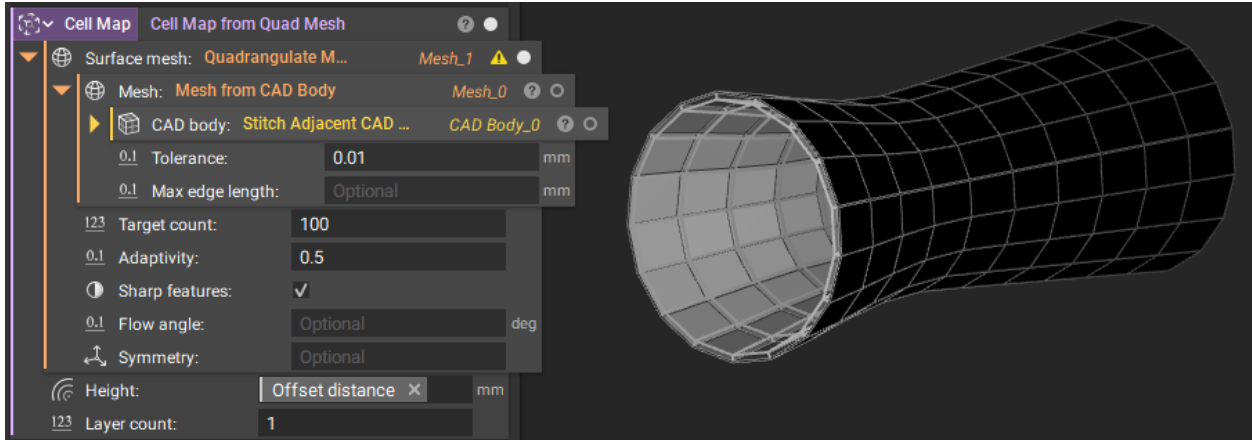 Cell Map Cell Map from Quad Mesh ?
Surface mesh: Quadrangulate M... Mesh_1
Mesh: Mesh from CAD Body Mesh_0 ?
CAD body: Stitch Adjacent CAD ... CAD Body_0 ?
0.1 Tolerance: 0.01 mm
0.1 Max edge length: Optional mm
123 Target count: 100
0.1 Adaptivity: 0.5
Sharp features:
0.1 Flow angle: Optional deg
Symmetry: Optional
Height: Offset distance × mm
123 Layer count: 1